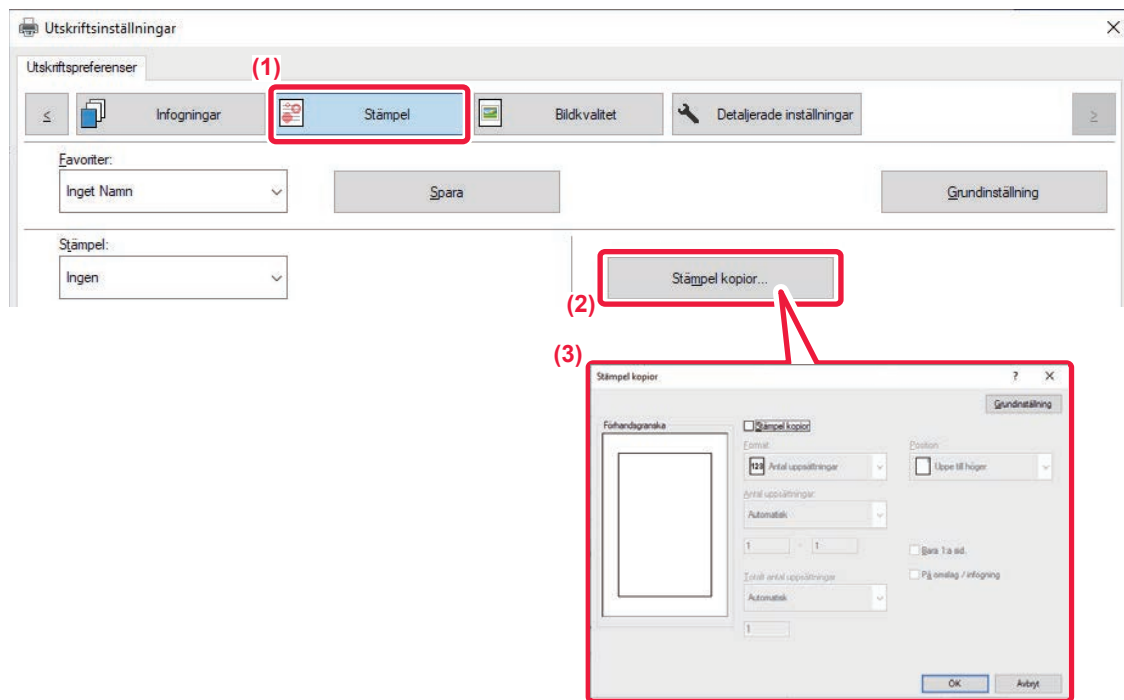 Utskriftsinställningar
Utskriftspreferenser
(1)
≤ Infogningar Stämpel Bildkvalitet Detaljerade inställningar ≥
Favoriter:
Inget Namn Spara Grundinställning
Stämpel:
Ingen Stämpel kopior...
(2)
(3)
Stämpel kopior ? X
Grundinställning
Förhandsgranska Stämpel kopior
Format: Position:
123 Antal uppsättningar Uppe till höger
Antal uppsättningar:
Automatisk
1 - 1 Bara 1:a sid.
Totalt antal uppsättningar På omslag / infogning
Automatisk
1
OK Avbryt